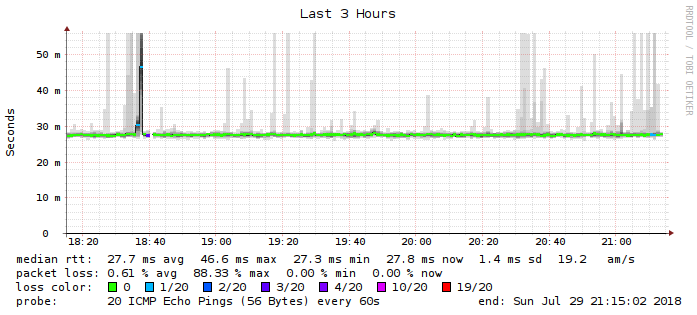 Last 3 Hours
RRDTOOL / TOBI OETIKER
Seconds
50 m
40 m
30 m
20 m
10 m
0
18:20 18:40 19:00 19:20 19:40 20:00 20:20 20:40 21:00
median rtt: 27.7 ms avg 46.6 ms max 27.3 ms min 27.8 ms now 1.4 ms sd 19.2 am/s
packet loss: 0.61 % avg 88.33 % max 0.00 % min 0.00 % now
loss color: 0 1/20 2/20 3/20 4/20 10/20 19/20
probe: 20 ICMP Echo Pings (56 Bytes) every 60s end: Sun Jul 29 21:15:02 2018